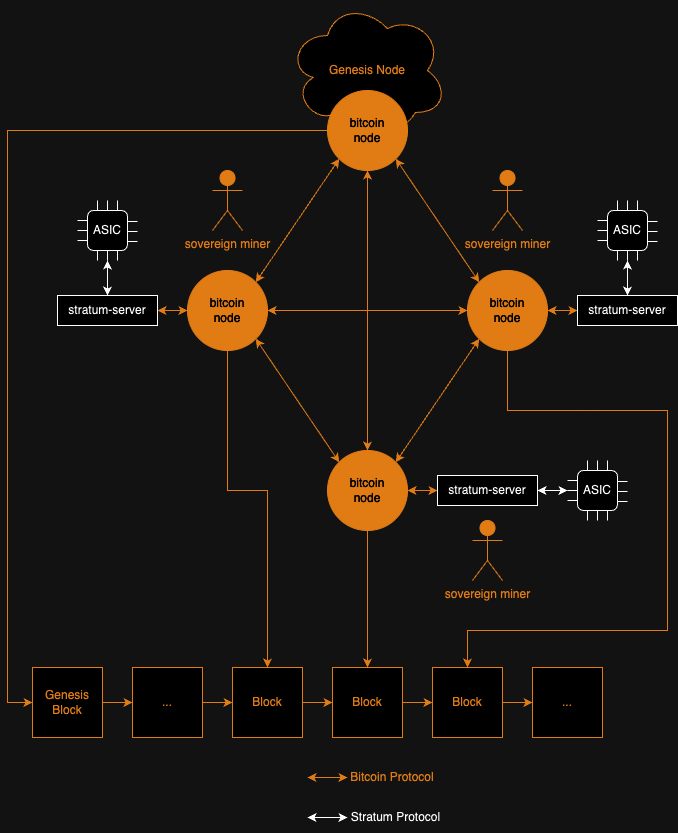 Genesis Node
bitcoin
node
ASIC
sovereign miner
sovereign miner
ASIC
stratum-server
bitcoin
node
bitcoin
node
stratum-server
bitcoin
node
stratum-server
ASIC
sovereign miner
Genesis
Block
...
Block
Block
Block
...
Bitcoin Protocol
Stratum Protocol